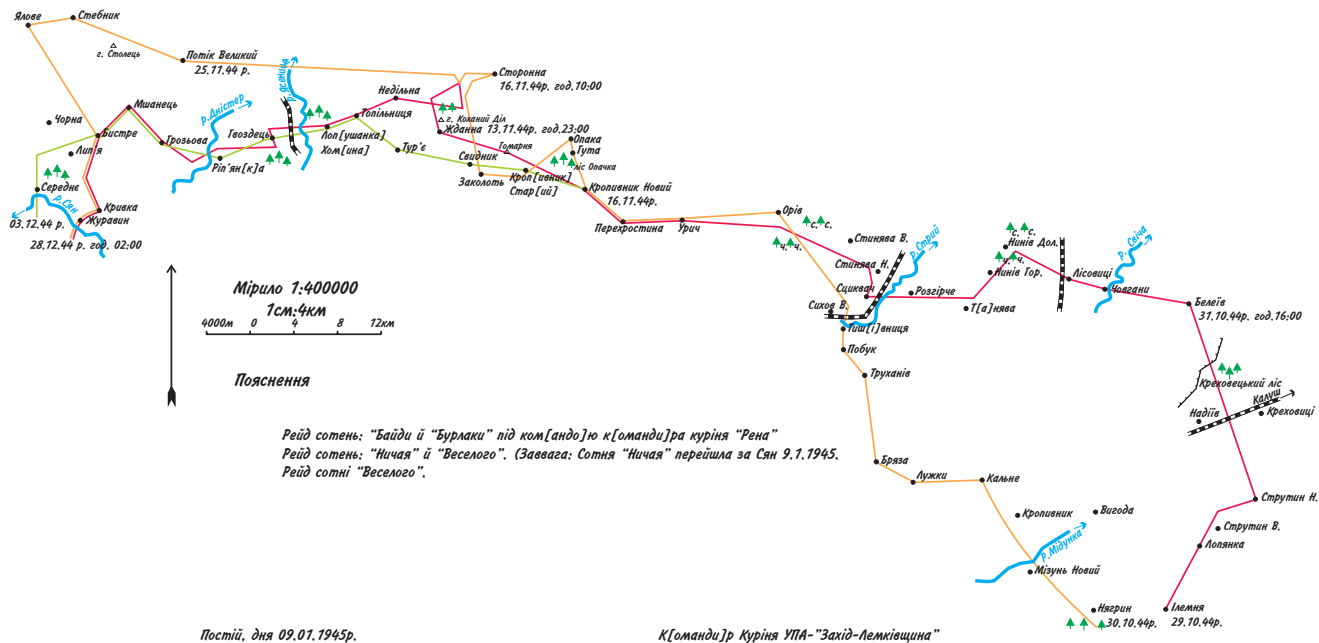 Ялове
Стебник
г. Столець
Потік Великий
25.11.44 р.
р.Ясениця
Сторонна
16.11.44р. год.10:00
Недільна
р.Дністер
Мшанець
Чорна
Бистре
Лип'я
Грозьова
Гвоздець
Топільниця
Лоп[ушанка]
Хом[ина]
г. Коханий Діл
Жданна 13.11.44р. год.23:00
Томарня
Опака
Гута
ліс Опачка
Тур'є
Свидник
Ріп'ян[к]а
Середнє
р.Сян
Заколоть
Кроп[ивник]
Стар[ий]
Кропивник Новий
16.11.44р.
Кривка
Журавин
03.12.44 р.
28.12.44 р. год. 02:00
Перехростина
Урич
Орів
с. с.
ч. ч.
Стинява В.
Стинява Н.
р.Стрий
Сциквач
Сихов В.
Розгірче
Т[а]нява
с. с.
Нинів Дол.
ч. ч.
Нинів Гор.
Лісовиці
р.Свіча
Човгани
Белеїв
31.10.44р. год.16:00
Тиш[і]вниця
Побук
Труханів
Креховецький ліс
Калуш
Надіїв
Креховиці
Мірило 1:400000
1см:4км
4000м 0 4 8 12км
Пояснення
Рейд сотень: “Байди й “Бурлаки” під ком[андо]ю к[оманди]ра куріня “Рена”
Рейд сотень: “Ничая” й “Веселого”. (Заввага: Сотня “Ничая” перейшла за Сян 9.1.1945.
Рейд сотні “Веселого”.
Бряза
Лужки
Кальне
Кропивник
Вигода
р.Мідунка
Мізунь Новий
Нягрин
30.10.44р.
Струтин Н.
Струтин В.
Лопянка
Ілемня
29.10.44р.
Постій, дня 09.01.1945р.
К[оманди]р Куріня УПА-”Захід-Лемківщина”